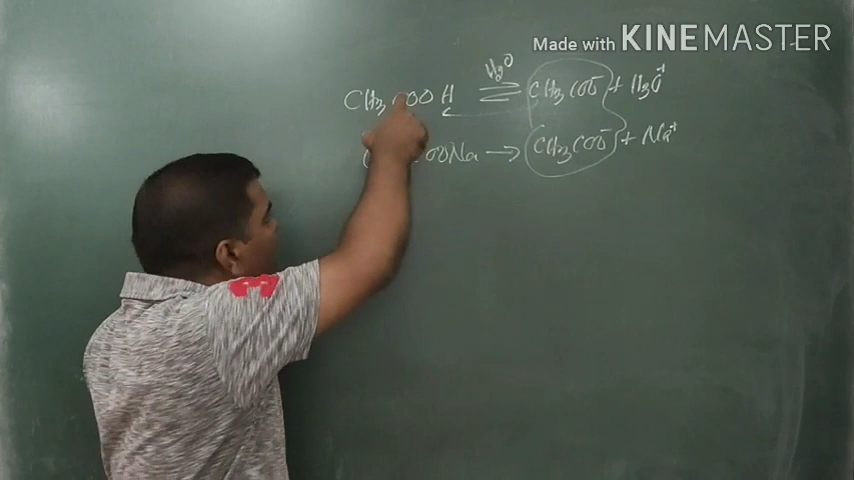 Made with KINEMASTER
CH3COOH ⇌ H2O CH3COO⁻ + H3O⁺
COONa → CH3COO⁻ + Na⁺